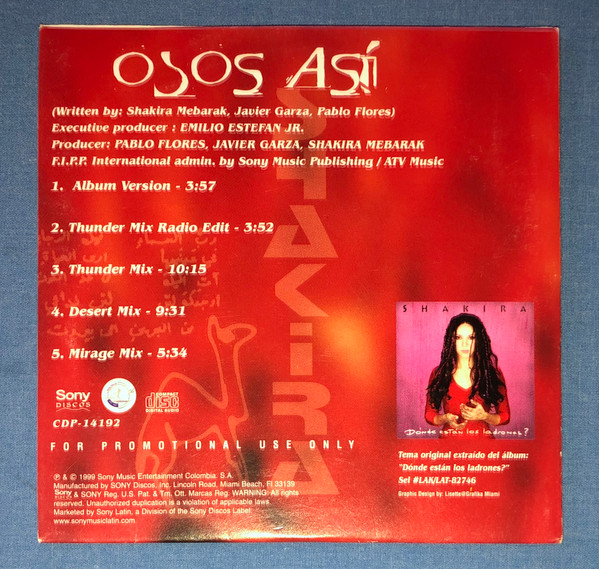 OJOS ASÍ
(Written by: Shakira Mebarak, Javier Garza, Pablo Flores)
Executive producer : EMILIO ESTEFAN JR.
Producer: PABLO FLORES, JAVIER GARZA, SHAKIRA MEBARAK
F.I.P.P. International admin. by Sony Music Publishing / ATV Music
1. Album Version - 3:57
2. Thunder Mix Radio Edit - 3:52
3. Thunder Mix - 10:15
4. Desert Mix - 9:31
5. Mirage Mix - 5:34
SHAKIRA
Sony
DISCOS
COMPACT
disc
DIGITAL AUDIO
CDP-14192
FOR PROMOTIONAL USE ONLY
℗ & © 1999 Sony Music Entertainment Colombia: S.A.
Manufactured by SONY Discos, Inc, Lincoln Road, Miami Beach, Fl 33139
Sony DISCOS & SONY Reg. U.S. Pat. & Tm. Ott. Marcas Reg. WARNING: All rights
reserved. Unauthorized duplication is a violation of applicable laws.
Marketed by Sony Latin, a Division of the Sony Discos Label.
www.sonymusiclatin.com
SHAKIRA
Dónde están los ladrones?
Tema original extraído del álbum:
"Dónde están los ladrones?"
Sel #LAK/LAT-82746
Graphic Design by: Lisette@Grafika Miami